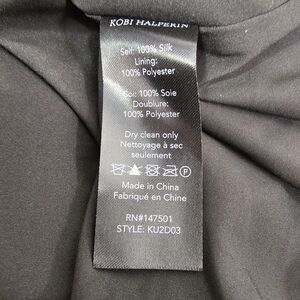 KOBI HALPERIN
Self: 100% Silk
Lining:
100% Polyester
Soi: 100% Soie
Doublure:
100% Polyester
Dry clean only
Nettoyage à sec
seulement
Made in China
Fabriqué en Chine
RN#147501
STYLE: KU2D03